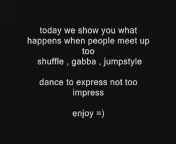 today we show you what
happens when people meet up
too
shuffle , gabba , jumpstyle
dance to express not too
impress
enjoy =)